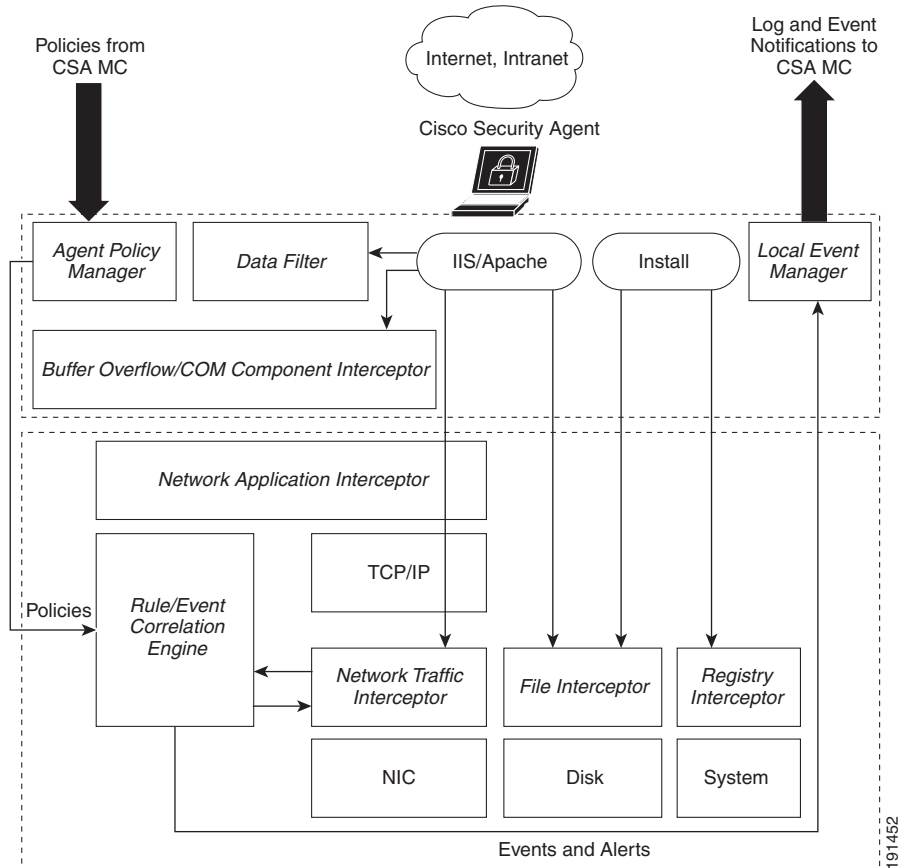 Policies from
CSA MC
Internet, Intranet
Log and Event
Notifications to
CSA MC
Cisco Security Agent
Agent Policy
Manager
Data Filter
IIS/Apache
Install
Local Event
Manager
Buffer Overflow/COM Component Interceptor
Network Application Interceptor
TCP/IP
Policies
Rule/Event
Correlation
Engine
Network Traffic
Interceptor
File Interceptor
Registry
Interceptor
NIC
Disk
System
Events and Alerts
191452